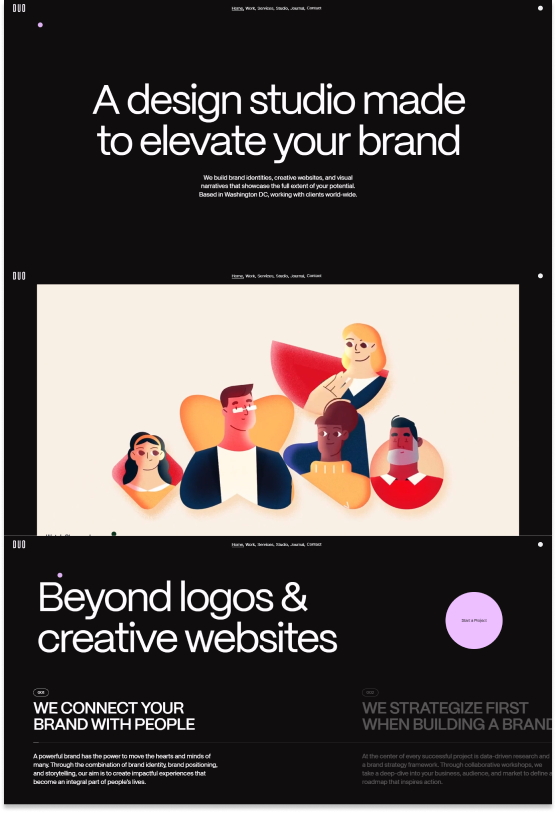 DUO
Home, Work, Services, Studio, Journal, Contact
A design studio made
to elevate your brand
We build brand identities, creative websites, and visual
narratives that showcase the full extent of your potential.
Based in Washington DC, working with clients world-wide.
DUO
Home, Work, Services, Studio, Journal, Contact
DUO
Home, Work, Services, Studio, Journal, Contact
Beyond logos &
creative websites
Start a Project
001
WE CONNECT YOUR
BRAND WITH PEOPLE
A powerful brand has the power to move the hearts and minds of
many. Through the combination of brand identity, brand positioning,
and storytelling, our aim is to create impactful experiences that
become an integral part of people's lives.
002
WE STRATEGIZE FIRST
WHEN BUILDING A BRAND
At the center of every successful project is data-driven research and
a brand strategy framework. Through collaborative workshops, we
take a deep-dive into your business, audience, and market to define a
roadmap that inspires action.